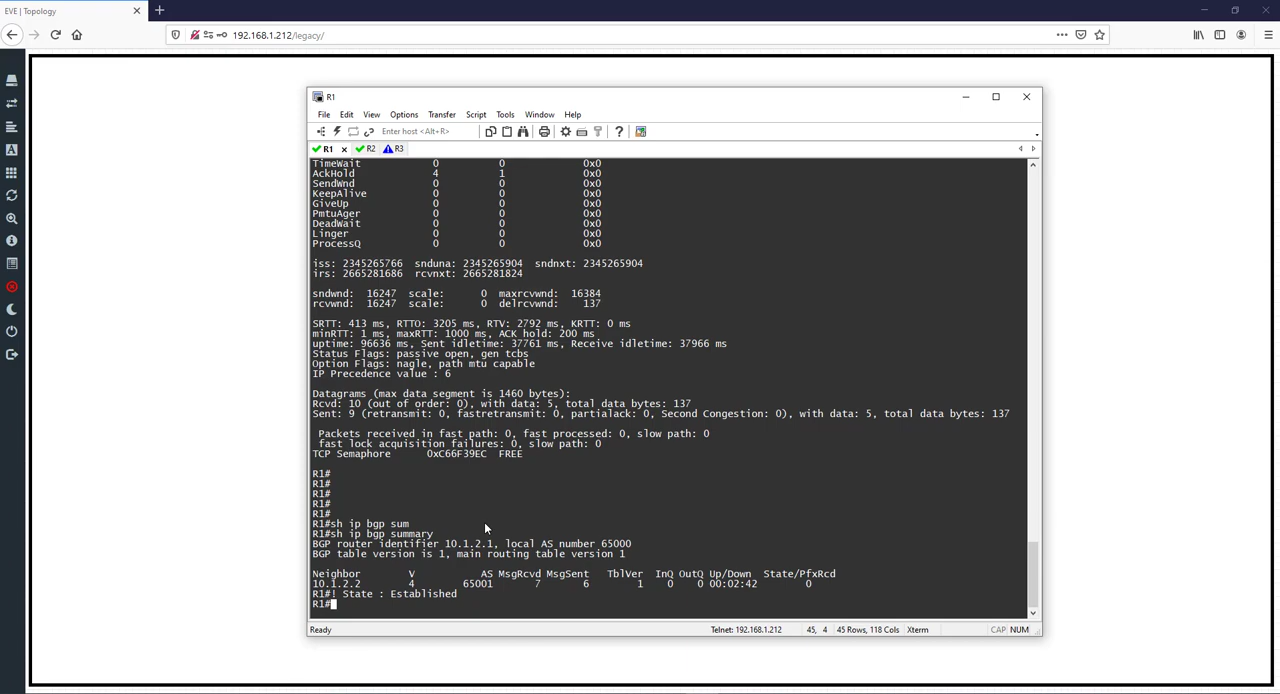 EVE | Topology
192.168.1.212/legacy/
R1
File Edit View Options Transfer Script Tools Window Help
Enter host <Alt+R>
R1 R2 R3
TimeWait 0 0 0x0
AckHold 4 1 0x0
SendWnd 0 0 0x0
KeepAlive 0 0 0x0
GiveUp 0 0 0x0
PmtuAger 0 0 0x0
DeadWait 0 0 0x0
Linger 0 0 0x0
ProcessQ 0 0 0x0
iss: 2345265766 snduna: 2345265904 sndnxt: 2345265904
irs: 2665281686 rcvnxt: 2665281824
sndwnd: 16247 scale: 0 maxrcvwnd: 16384
rcvwnd: 16247 scale: 0 delrcvwnd: 137
SRTT: 413 ms, RTTO: 3205 ms, RTV: 2792 ms, KRTT: 0 ms
minRTT: 1 ms, maxRTT: 1000 ms, ACK hold: 200 ms
uptime: 96636 ms, Sent idletime: 37761 ms, Receive idletime: 37966 ms
Status Flags: passive open, gen tcbs
Option Flags: nagle, path mtu capable
IP Precedence value : 6
Datagrams (max data segment is 1460 bytes):
Rcvd: 10 (out of order: 0), with data: 5, total data bytes: 137
Sent: 9 (retransmit: 0, fastretransmit: 0, partialack: 0, Second Congestion: 0), with data: 5, total data bytes: 137
Packets received in fast path: 0, fast processed: 0, slow path: 0
fast lock acquisition failures: 0, slow path: 0
TCP Semaphore 0xC66F39EC FREE
R1#
R1#
R1#
R1#
R1#
R1#sh ip bgp sum
R1#sh ip bgp summary
BGP router identifier 10.1.2.1, local AS number 65000
BGP table version is 1, main routing table version 1
Neighbor V AS MsgRcvd MsgSent TblVer InQ OutQ Up/Down State/PfxRcd
10.1.2.2 4 65001 7 6 1 0 0 00:02:42 0
R1#! State : Established
R1#
Ready Telnet: 192.168.1.212 45, 4 45 Rows, 118 Cols Xterm CAP NUM